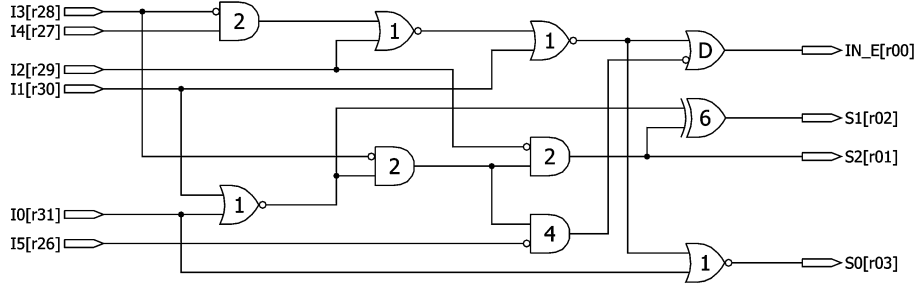 I3[r28]
2
I4[r27]
1
1
I2[r29]
D
IN_E[r00]
I1[r30]
6
S1[r02]
2
2
S2[r01]
1
I0[r31]
4
I5[r26]
1
S0[r03]